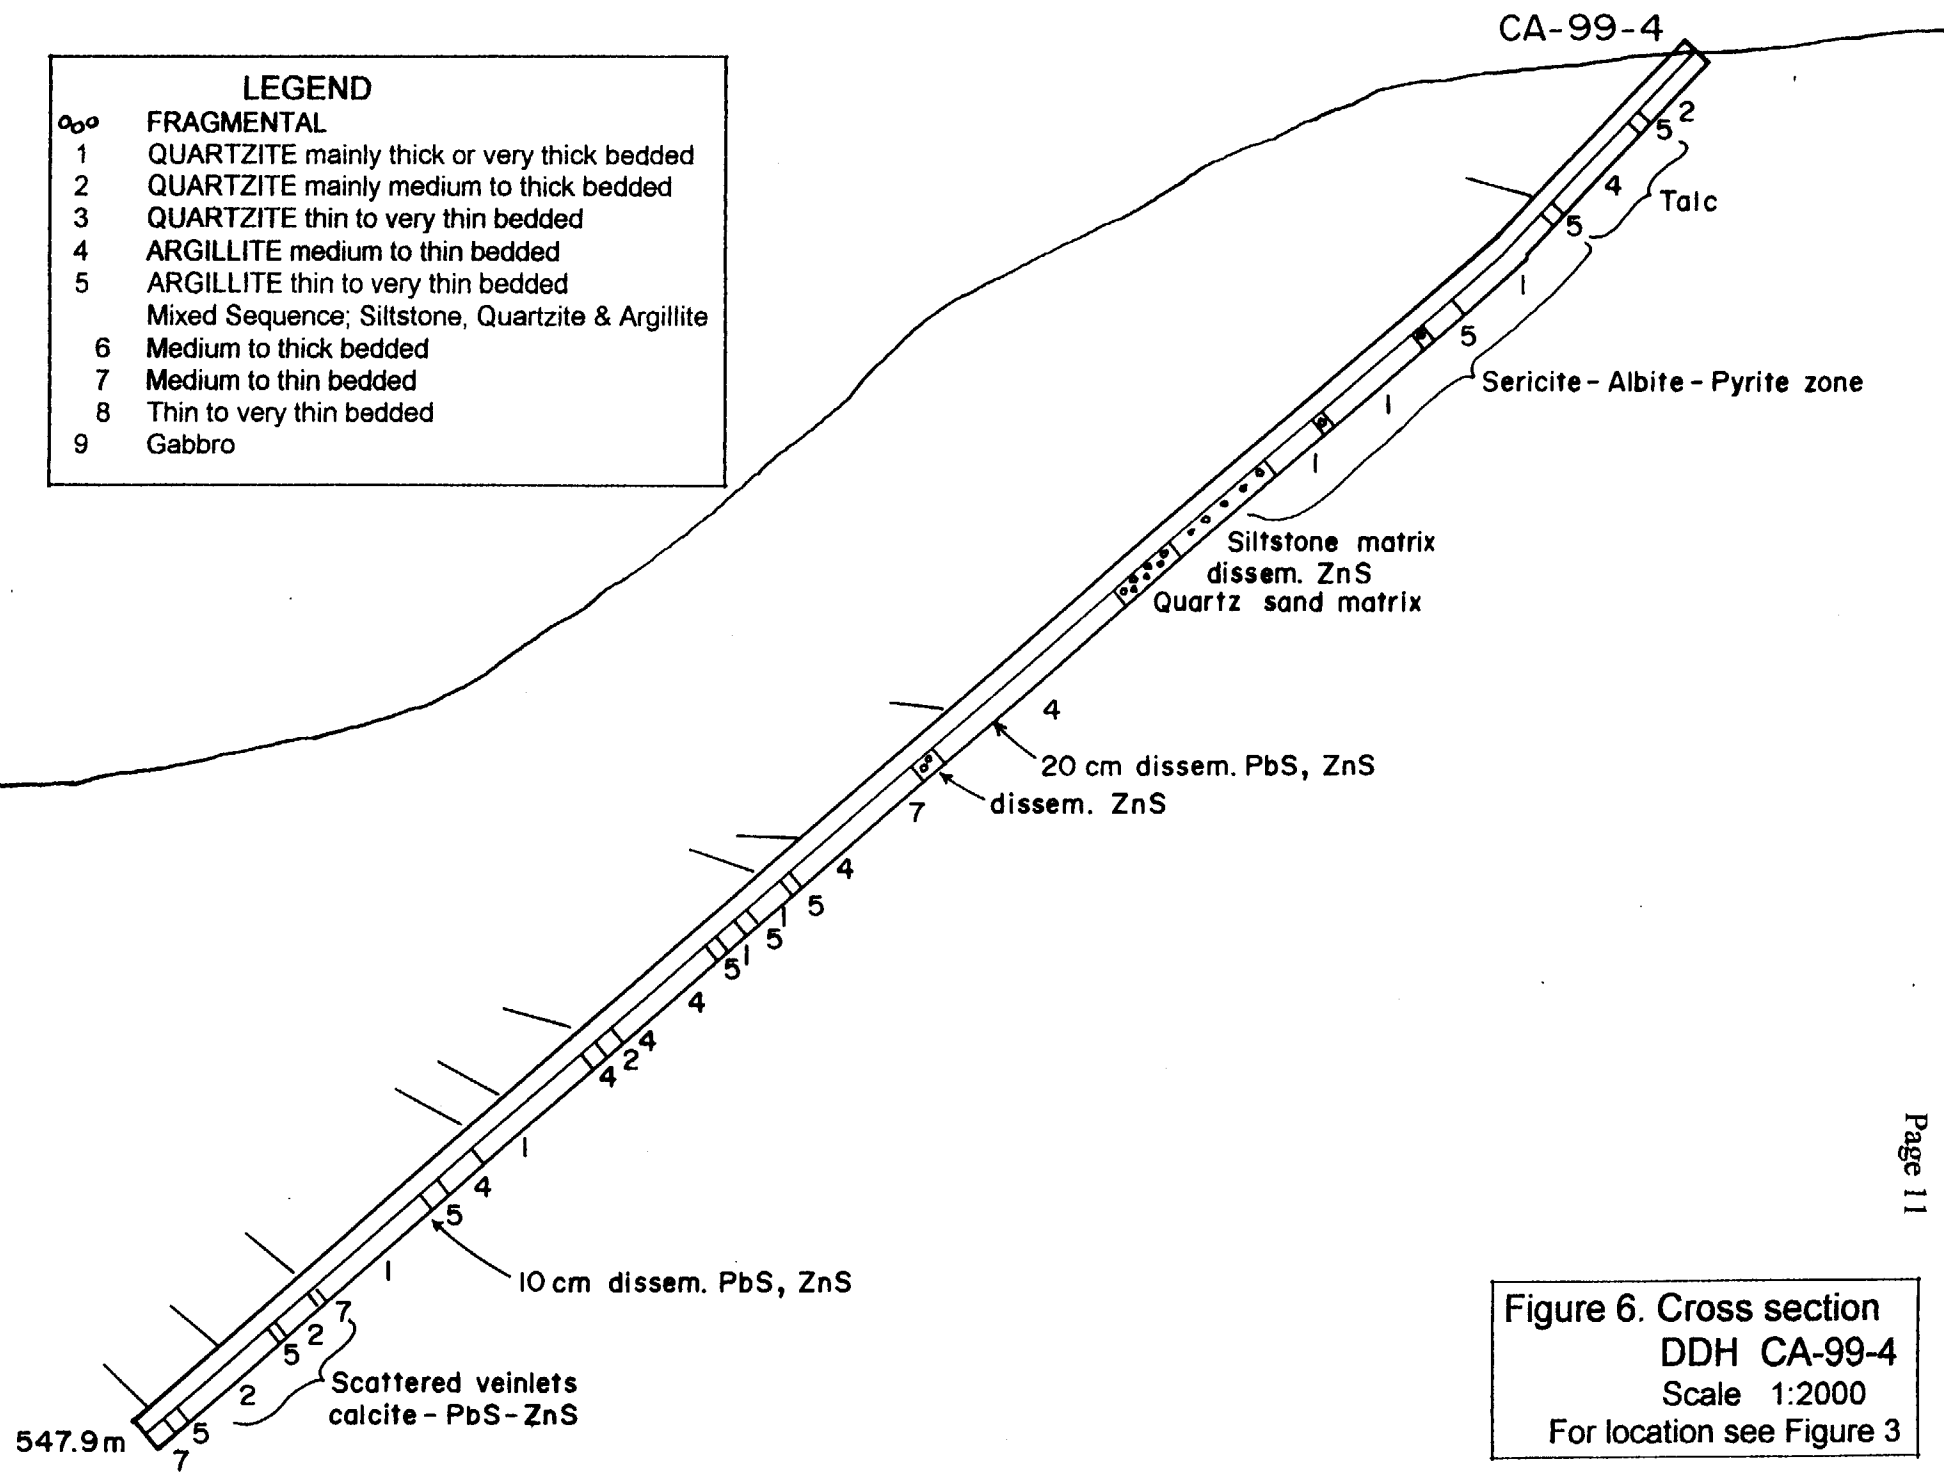 CA-99-4
LEGEND
FRAGMENTAL
1 QUARTZITE mainly thick or very thick bedded
2 QUARTZITE mainly medium to thick bedded
3 QUARTZITE thin to very thin bedded
4 ARGILLITE medium to thin bedded
5 ARGILLITE thin to very thin bedded
Mixed Sequence; Siltstone, Quartzite & Argillite
6 Medium to thick bedded
7 Medium to thin bedded
8 Thin to very thin bedded
9 Gabbro
2
5
4
Talc
5
1
5
Sericite-Albite-Pyrite zone
1
1
Siltstone matrix
dissem. ZnS
Quartz sand matrix
4
20 cm dissem. PbS, ZnS
dissem. ZnS
7
4
5
1
5
1
5
4
4
2
4
1
4
5
10 cm dissem. PbS, ZnS
1
7
2
5
Scattered veinlets
calcite-PbS-ZnS
2
5
7
547.9m
Page 11
Figure 6. Cross section
DDH CA-99-4
Scale 1:2000
For location see Figure 3